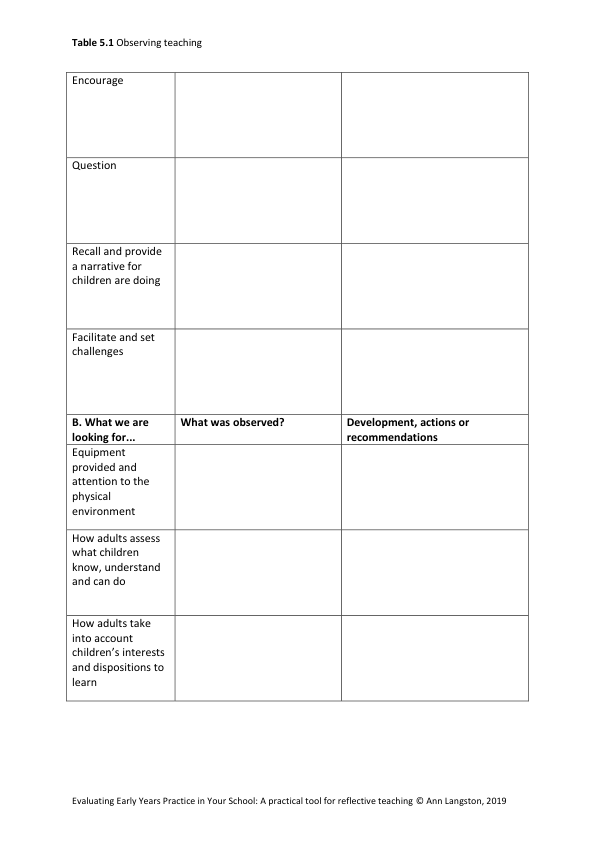 Table 5.1 Observing teaching
Encourage
Question
Recall and provide
a narrative for
children are doing
Facilitate and set
challenges
B. What we are
looking for...
What was observed?
Development, actions or
recommendations
Equipment
provided and
attention to the
physical
environment
How adults assess
what children
know, understand
and can do
How adults take
into account
children’s interests
and dispositions to
learn
Evaluating Early Years Practice in Your School: A practical tool for reflective teaching © Ann Langston, 2019